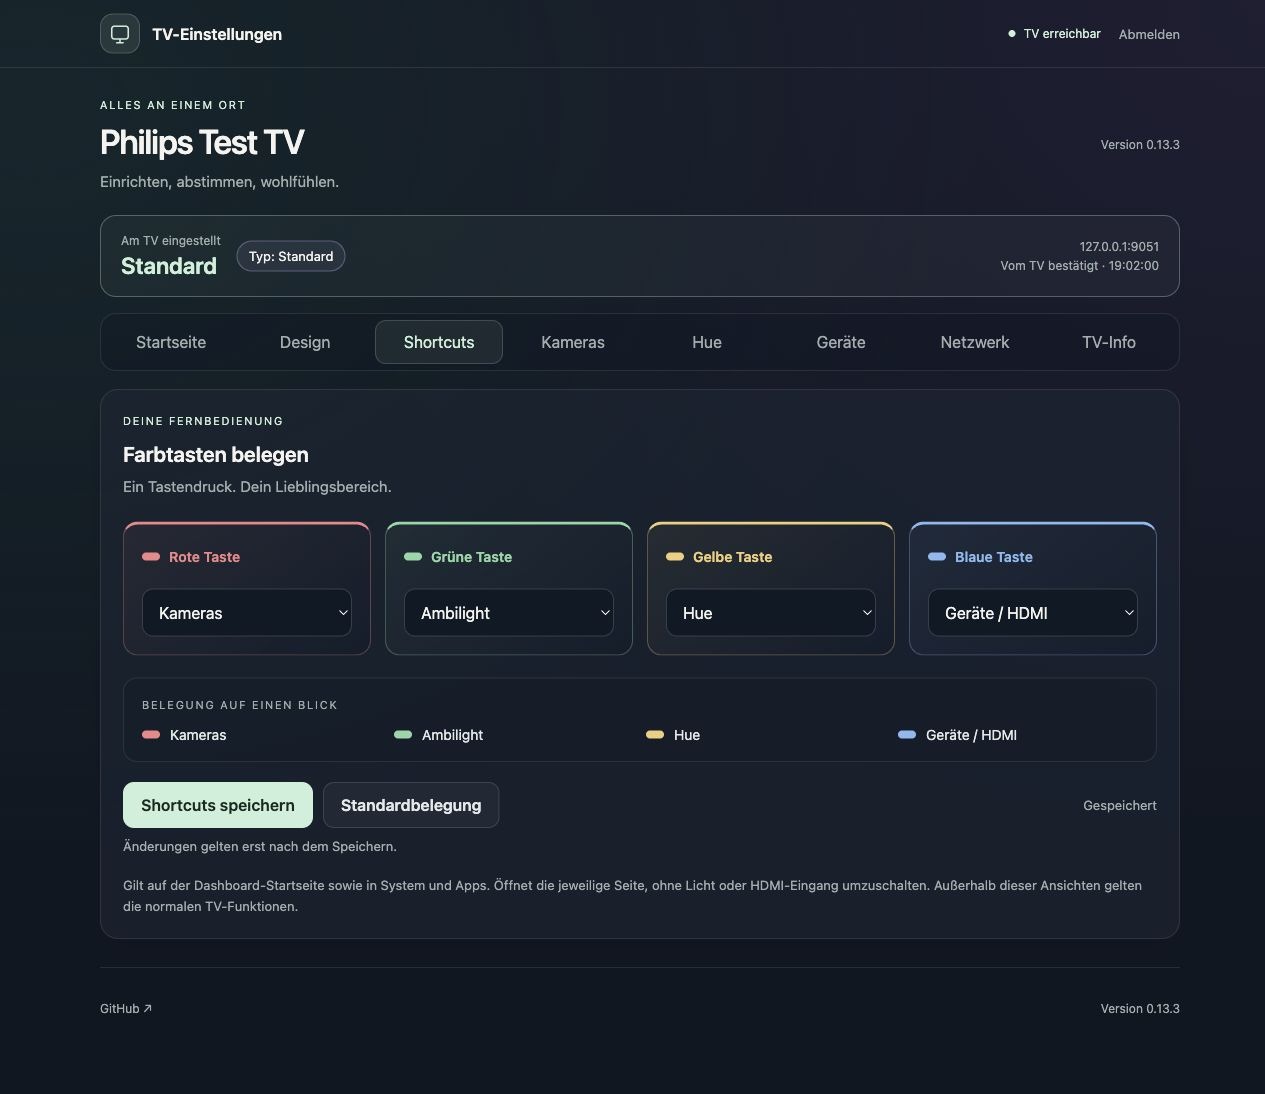 TV-Einstellungen
TV erreichbar
Abmelden
ALLES AN EINEM ORT
Philips Test TV
Version 0.13.3
Einrichten, abstimmen, wohlfühlen.
Am TV eingestellt
Standard
Typ: Standard
127.0.0.1:9051
Vom TV bestätigt · 19:02:00
Startseite
Design
Shortcuts
Kameras
Hue
Geräte
Netzwerk
TV-Info
DEINE FERNBEDIENUNG
Farbtasten belegen
Ein Tastendruck. Dein Lieblingsbereich.
Rote Taste
Grüne Taste
Gelbe Taste
Blaue Taste
Kameras
Ambilight
Hue
Geräte / HDMI
BELEGUNG AUF EINEN BLICK
Kameras
Ambilight
Hue
Geräte / HDMI
Shortcuts speichern
Standardbelegung
Gespeichert
Änderungen gelten erst nach dem Speichern.
Gilt auf der Dashboard-Startseite sowie in System und Apps. Öffnet die jeweilige Seite, ohne Licht oder HDMI-Eingang umzuschalten. Außerhalb dieser Ansichten gelten
die normalen TV-Funktionen.
GitHub ↗
Version 0.13.3